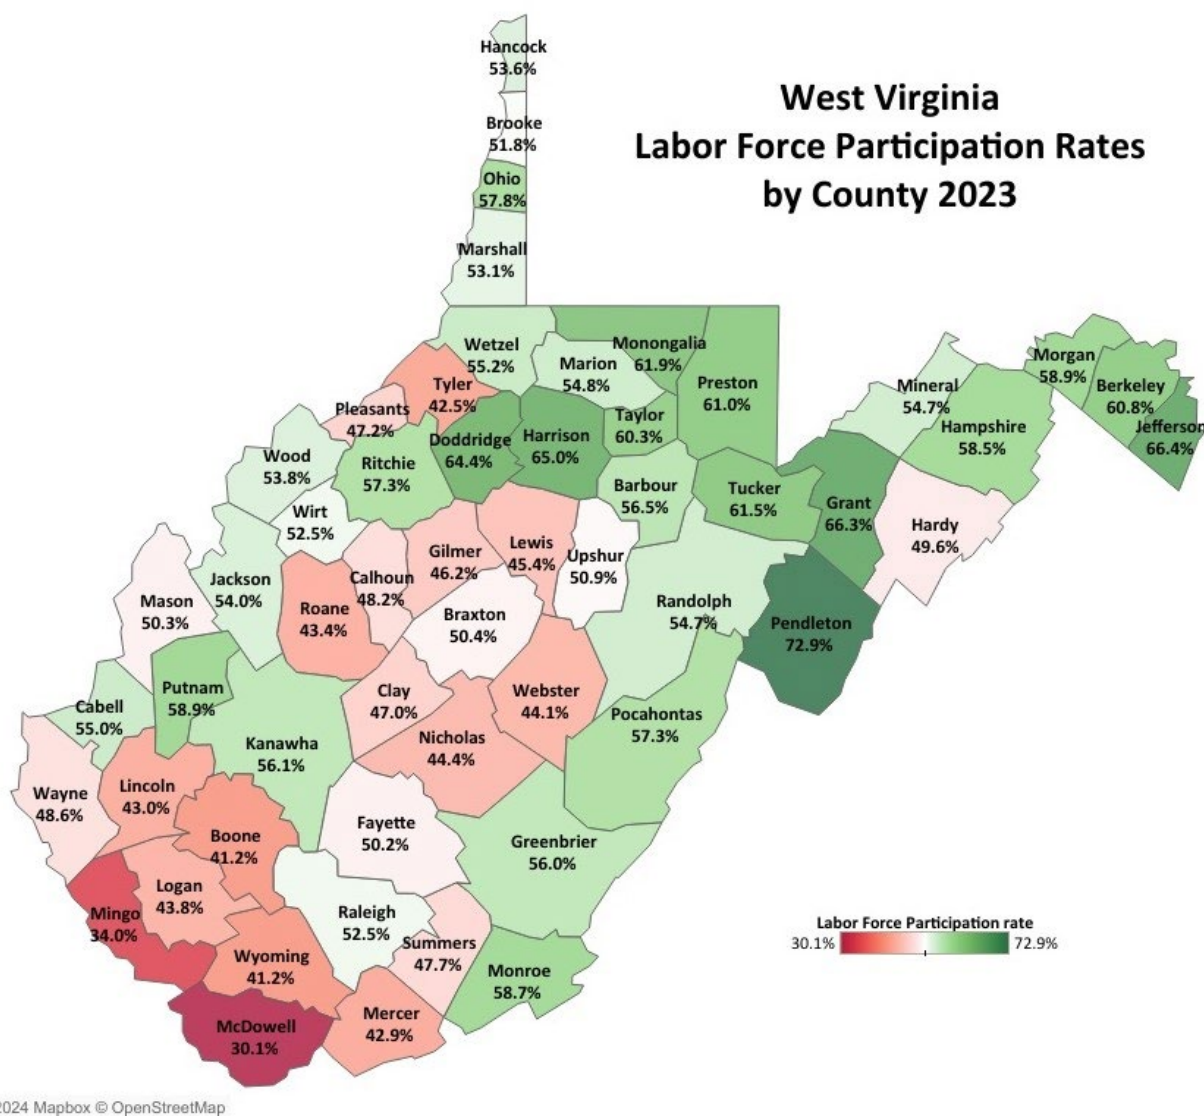 West Virginia
Labor Force Participation Rates
by County 2023
Hancock
53.6%
Brooke
51.8%
Ohio
57.8%
Marshall
53.1%
Wetzel
55.2%
Monongalia
61.9%
Marion
54.8%
Preston
61.0%
Tyler
42.5%
Pleasants
47.2%
Doddridge
64.4%
Harrison
65.0%
Taylor
60.3%
Mineral
54.7%
Hampshire
58.5%
Morgan
58.9%
Berkeley
60.8%
Jefferson
66.4%
Wood
53.8%
Ritchie
57.3%
Barbour
56.5%
Tucker
61.5%
Grant
66.3%
Hardy
49.6%
Wirt
52.5%
Gilmer
46.2%
Lewis
45.4%
Upshur
50.9%
Jackson
54.0%
Calhoun
48.2%
Mason
50.3%
Roane
43.4%
Braxton
50.4%
Randolph
54.7%
Pendleton
72.9%
Putnam
58.9%
Clay
47.0%
Webster
44.1%
Cabell
55.0%
Pocahontas
57.3%
Kanawha
56.1%
Nicholas
44.4%
Wayne
48.6%
Lincoln
43.0%
Boone
41.2%
Fayette
50.2%
Greenbrier
56.0%
Logan
43.8%
Mingo
34.0%
Raleigh
52.5%
Summers
47.7%
Wyoming
41.2%
Monroe
58.7%
McDowell
30.1%
Mercer
42.9%
Labor Force Participation rate
30.1% 72.9%
2024 Mapbox © OpenStreetMap